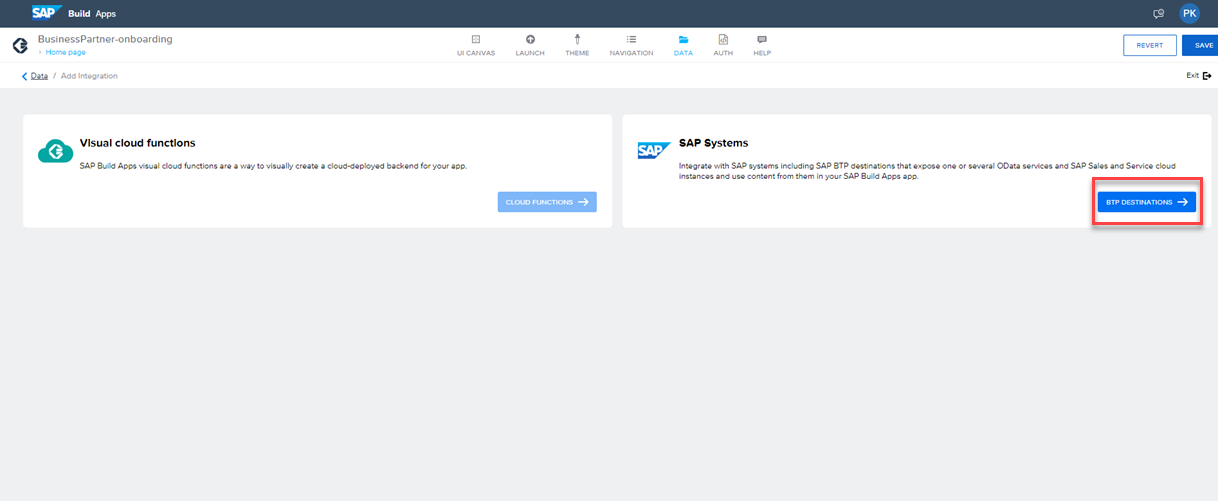 SAP Build Apps
PK
BusinessPartner-onboarding
Home page
UI CANVAS
LAUNCH
THEME
NAVIGATION
DATA
AUTH
HELP
REVERT
SAVE
Data / Add Integration
Exit
Visual cloud functions
SAP Build Apps visual cloud functions are a way to visually create a cloud-deployed backend for your app.
CLOUD FUNCTIONS
SAP
SAP Systems
Integrate with SAP systems including SAP BTP destinations that expose one or several OData services and SAP Sales and Service cloud
instances and use content from them in your SAP Build Apps app.
BTP DESTINATIONS